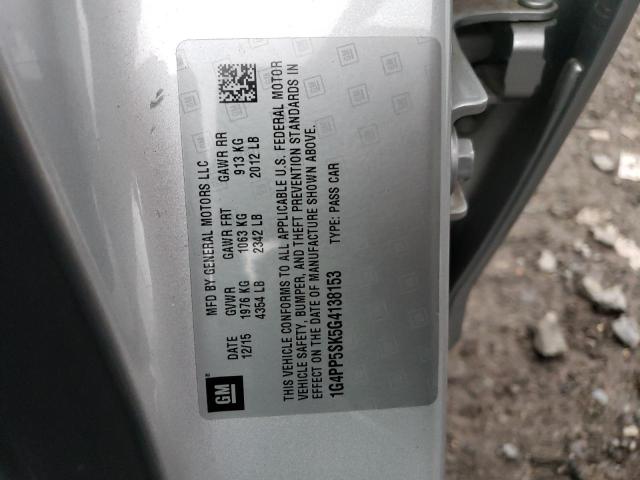 GM
MFD BY GENERAL MOTORS LLC
DATE GVWR GAWR FRT GAWR RR
12/15 1976 KG 1063 KG 913 KG
4354 LB 2342 LB 2012 LB
THIS VEHICLE CONFORMS TO ALL APPLICABLE U.S. FEDERAL MOTOR
VEHICLE SAFETY, BUMPER, AND THEFT PREVENTION STANDARDS IN
EFFECT ON THE DATE OF MANUFACTURE SHOWN ABOVE.
1G4PP5SK5G4138153 TYPE: PASS CAR